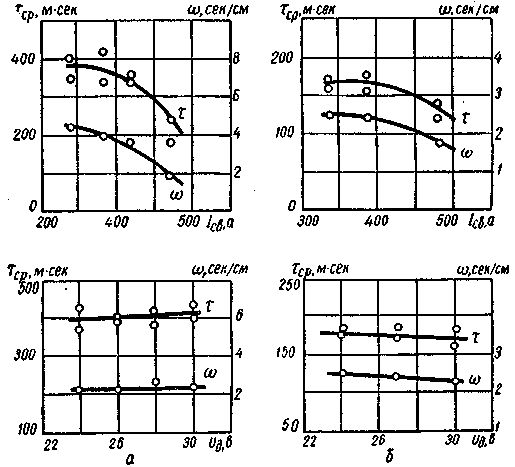 τср, м·сек ω, сек/см
400
200
0
8
6
4
2
τ
ω
200 400 500 Iсв, а
τср, м·сек ω, сек/см
200
100
0
4
3
2
1
τ
ω
300 400 500 Iсв, а
τср, м·сек ω, сек/см
500
300
100
6
4
2
τ
ω
22 26 30 Uд, в
а
τср, м·сек ω, сек/см
250
150
50
3
2
1
τ
ω
22 26 30 Uд, в
б